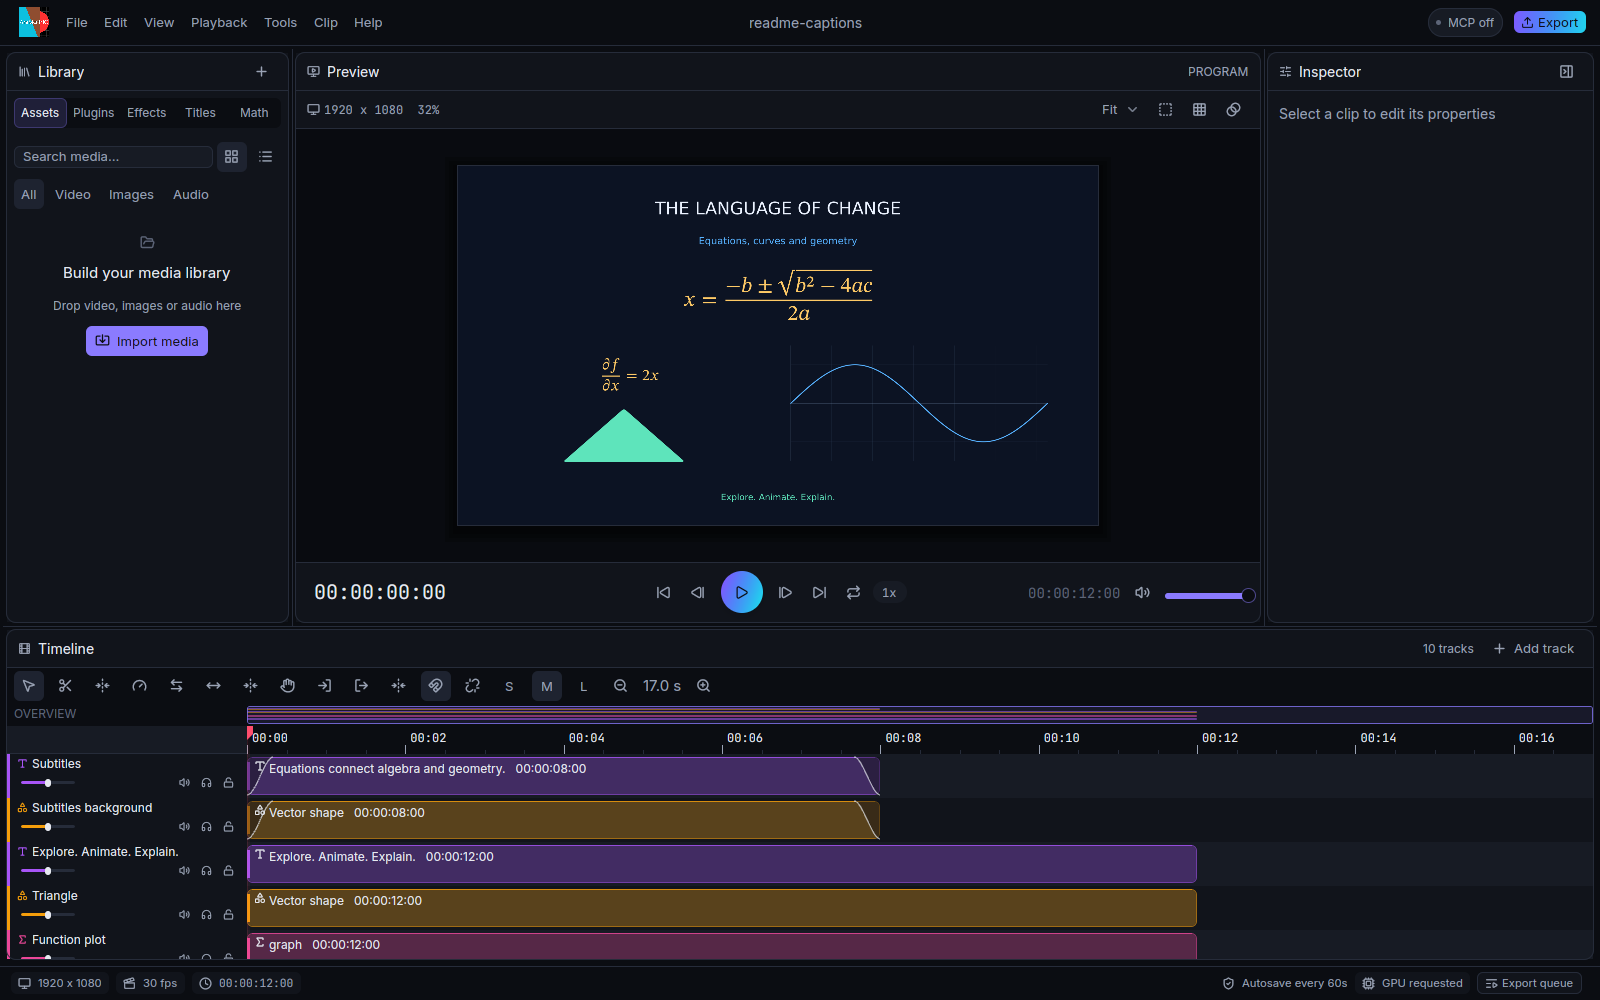 File Edit View Playback Tools Clip Help
readme-captions
MCP off
Export
Library
Assets Plugins Effects Titles Math
Search media...
All Video Images Audio
Build your media library
Drop video, images or audio here
Import media
Preview
PROGRAM
1920 x 1080 32%
Fit
THE LANGUAGE OF CHANGE
Equations, curves and geometry
x = −b ± √b² − 4ac / 2a
∂f/∂x = 2x
Explore. Animate. Explain.
00:00:00:00
1x
00:00:12:00
Inspector
Select a clip to edit its properties
Timeline
10 tracks
Add track
S M L
17.0 s
OVERVIEW
00:00 00:02 00:04 00:06 00:08 00:10 00:12 00:14 00:16
Subtitles
Equations connect algebra and geometry. 00:00:08:00
Subtitles background
Vector shape 00:00:08:00
Explore. Animate. Explain.
Explore. Animate. Explain. 00:00:12:00
Triangle
Vector shape 00:00:12:00
Function plot
graph 00:00:12:00
1920 x 1080
30 fps
00:00:12:00
Autosave every 60s
GPU requested
Export queue